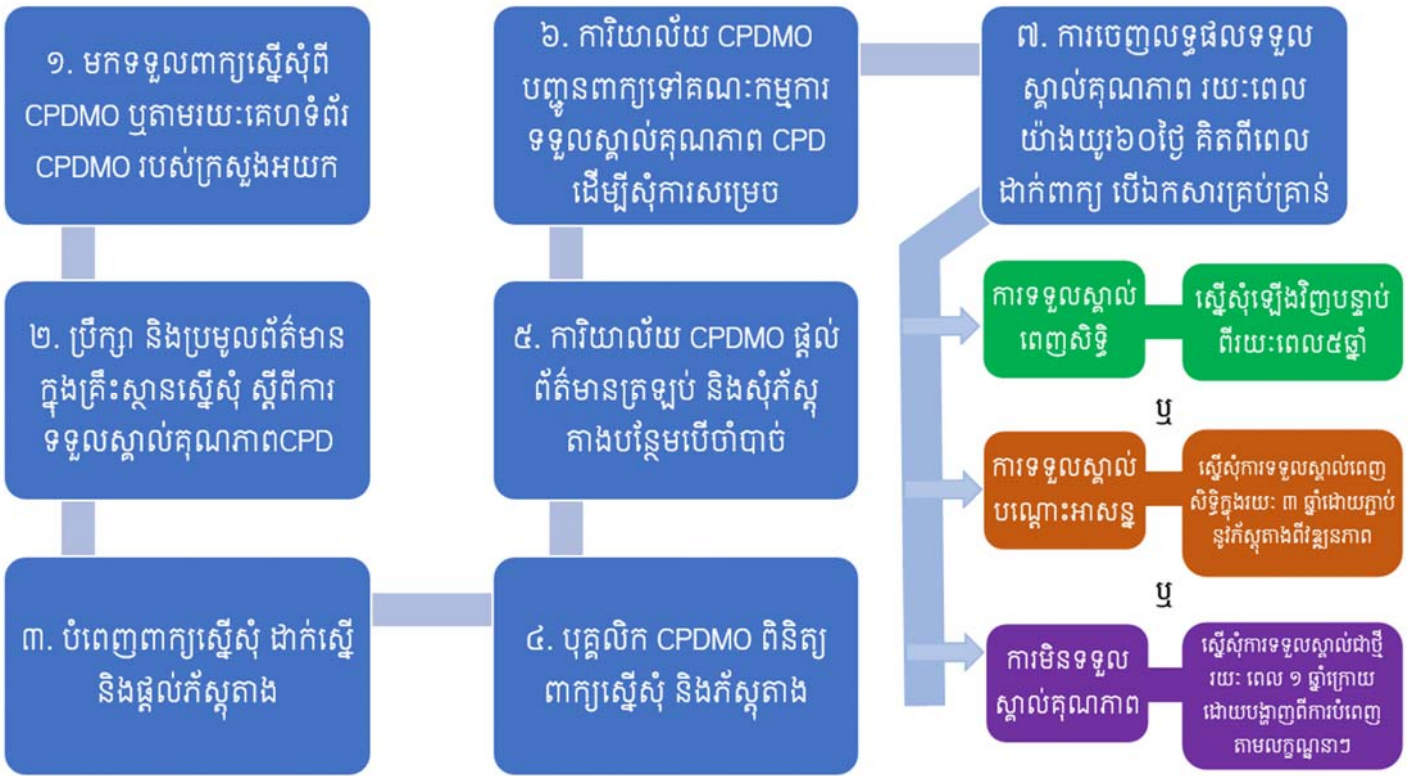 ១. មកទទួលពាក្យស្នើសុំពី
CPDMO ឬតាមរយៈគេហទំព័រ
CPDMO របស់ក្រសួងអយក
២. ប្រឹក្សា និងប្រមូលព័ត៌មាន
ក្នុងគ្រឹះស្ថានស្នើសុំ ស្តីពីការ
ទទួលស្គាល់គុណភាពCPD
៣. បំពេញពាក្យស្នើសុំ ដាក់ស្នើ
និងផ្តល់ភ័ស្តុតាង
៤. បុគ្គលិក CPDMO ពិនិត្យ
ពាក្យស្នើសុំ និងភ័ស្តុតាង
៥. ការិយាល័យ CPDMO ផ្តល់
ព័ត៌មានត្រឡប់ និងសុំភ័ស្តុ
តាងបន្ថែមបើចាំបាច់
៦. ការិយាល័យ CPDMO
បញ្ជូនពាក្យទៅគណៈកម្មការ
ទទួលស្គាល់គុណភាព CPD
ដើម្បីសុំការសម្រេច
៧. ការចេញលទ្ធផលទទួល
ស្គាល់គុណភាព រយៈពេល
យ៉ាងយូរ៦០ថ្ងៃ គិតពីពេល
ដាក់ពាក្យ បើឯកសារគ្រប់គ្រាន់
ការទទួលស្គាល់
ពេញសិទ្ធិ
ស្នើសុំឡើងវិញបន្ទាប់
ពីរយៈពេល៥ឆ្នាំ
ឬ
ការទទួលស្គាល់
បណ្តោះអាសន្ន
ស្នើសុំការទទួលស្គាល់ពេញ
សិទ្ធិក្នុងរយៈ ៣ ឆ្នាំដោយភ្ជាប់
នូវភ័ស្តុតាងពីវឌ្ឍនភាព
ឬ
ការមិនទទួល
ស្គាល់គុណភាព
ស្នើសុំការទទួលស្គាល់ជាថ្មី
រយៈ ពេល ១ ឆ្នាំក្រោយ
ដោយបង្ហាញពីការបំពេញ
តាមលក្ខណ្ឌនាៗ